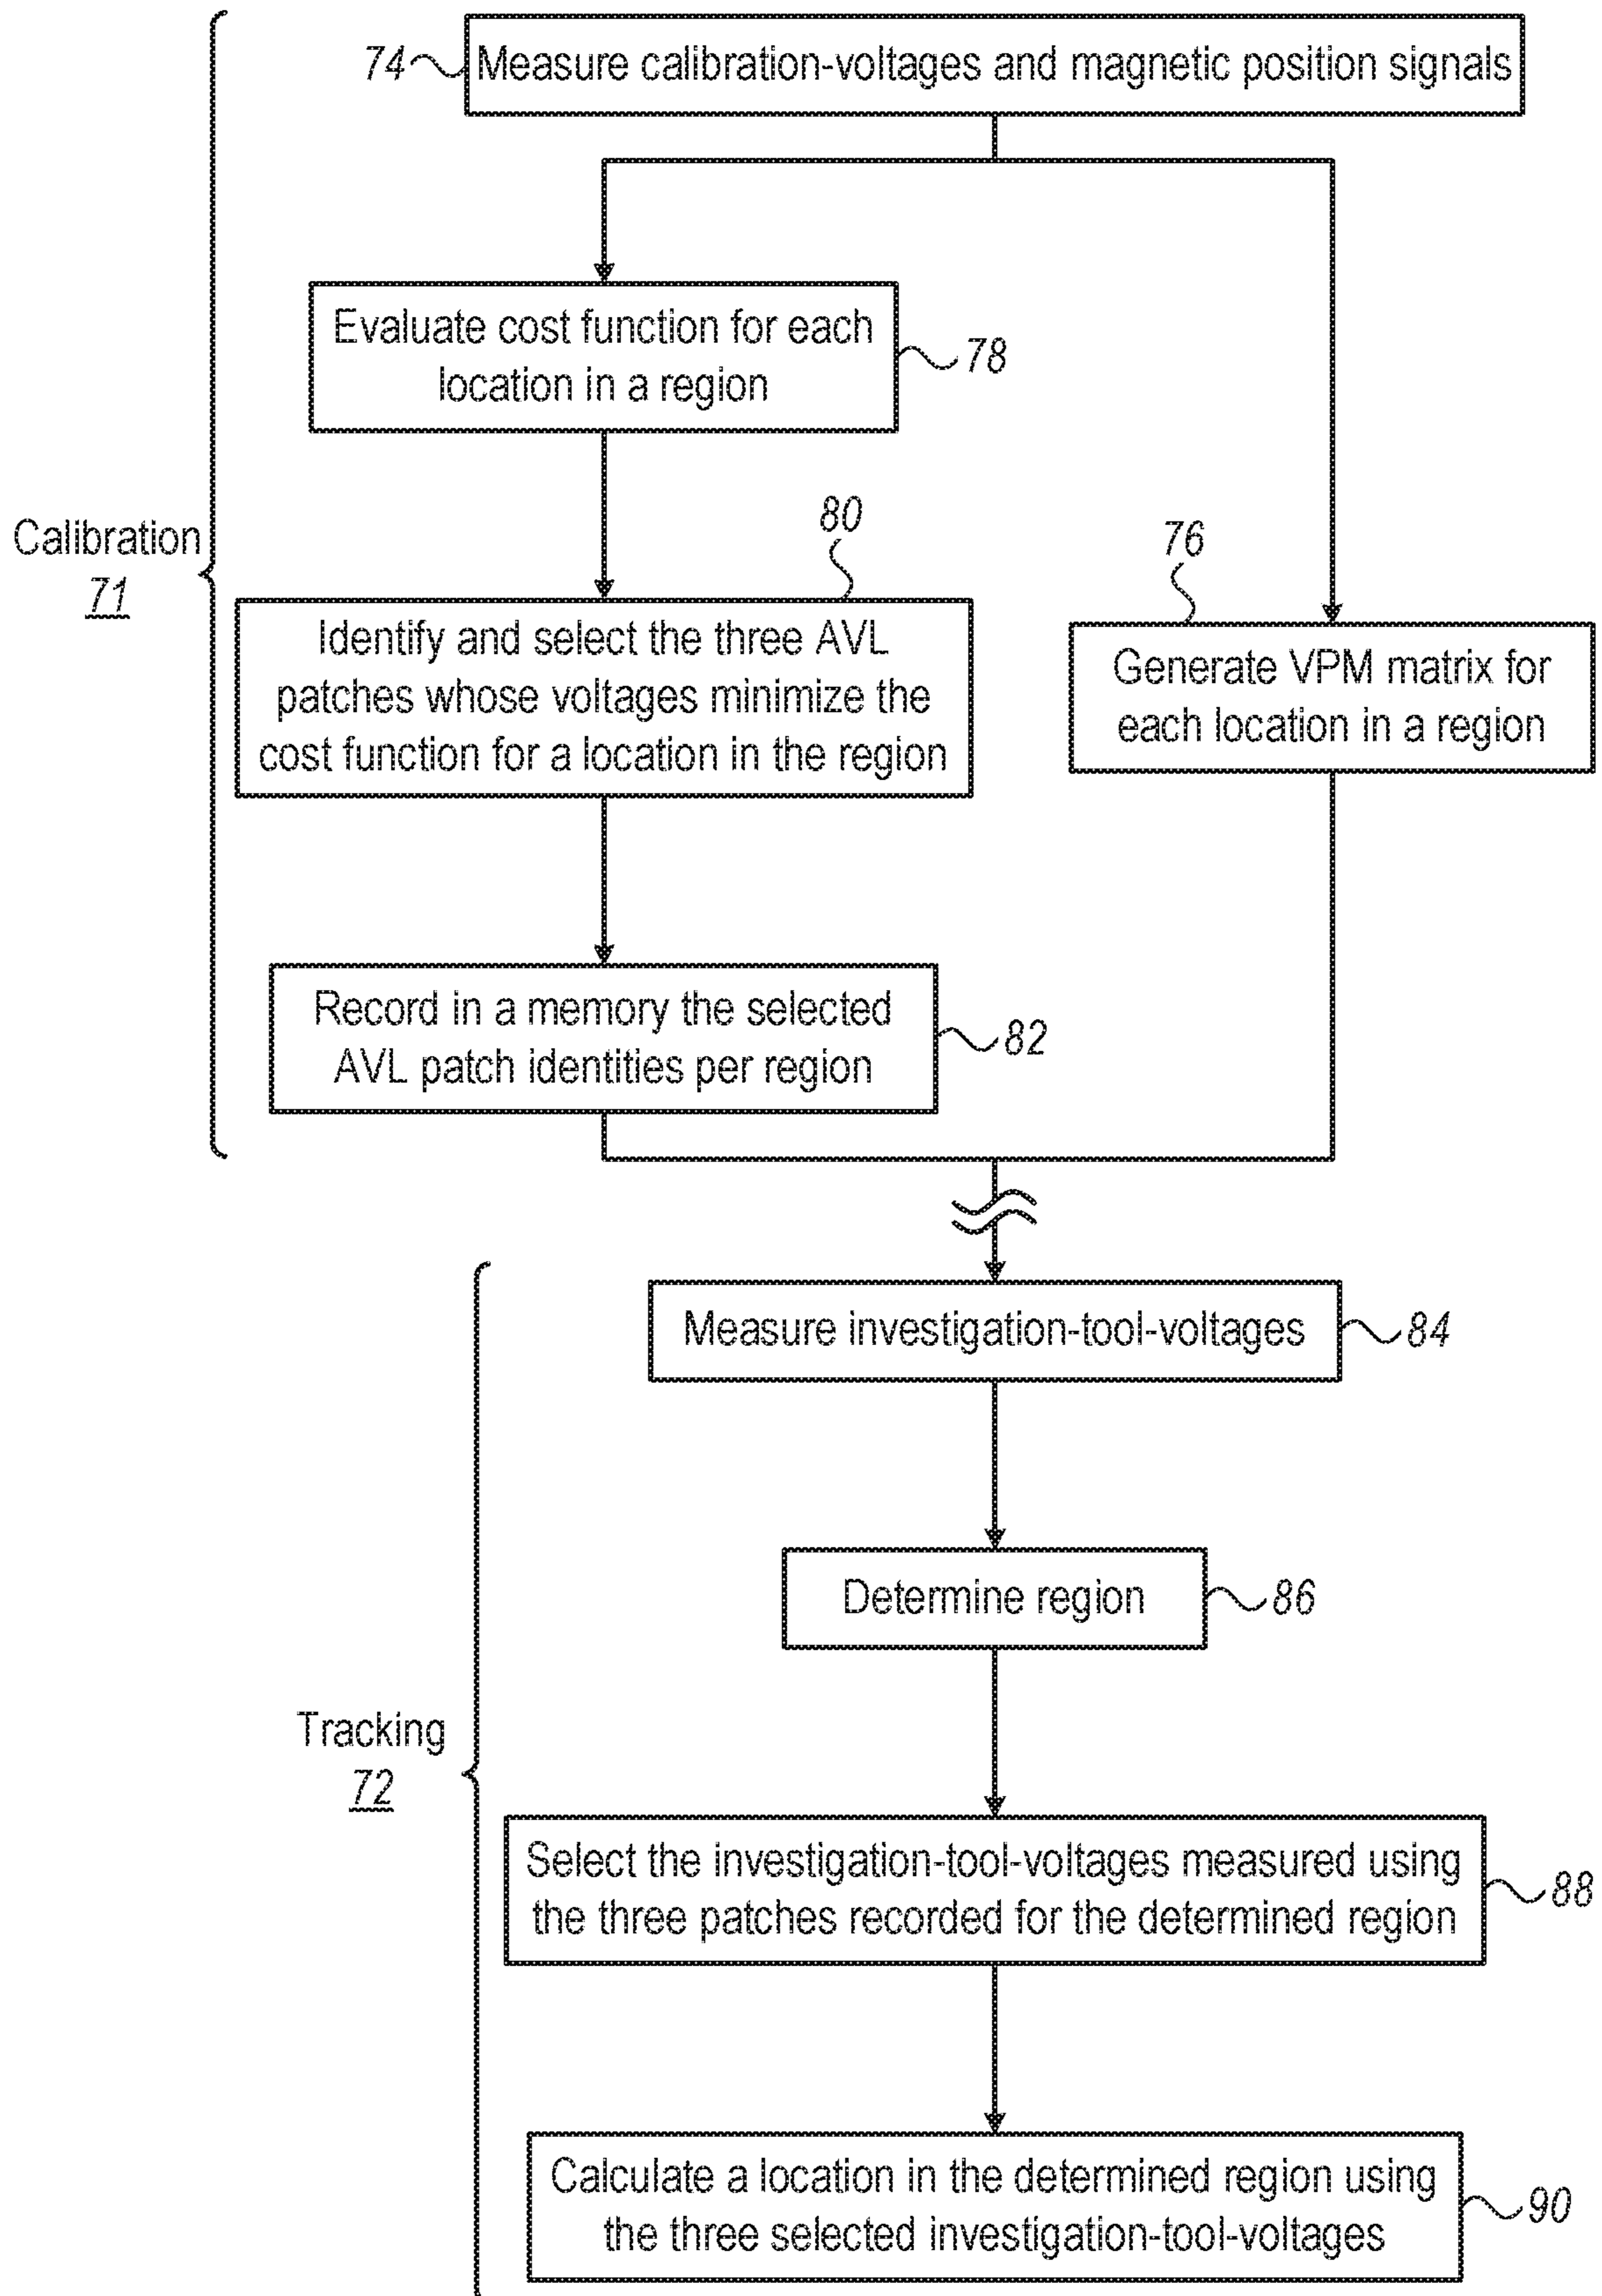 74
Measure calibration-voltages and magnetic position signals
Evaluate cost function for each
location in a region
78
Calibration
71
80
Identify and select the three AVL
patches whose voltages minimize the
cost function for a location in the region
76
Generate VPM matrix for
each location in a region
Record in a memory the selected
AVL patch identities per region
82
Measure investigation-tool-voltages
84
Determine region
86
Tracking
72
Select the investigation-tool-voltages measured using
the three patches recorded for the determined region
88
Calculate a location in the determined region using
the three selected investigation-tool-voltages
90